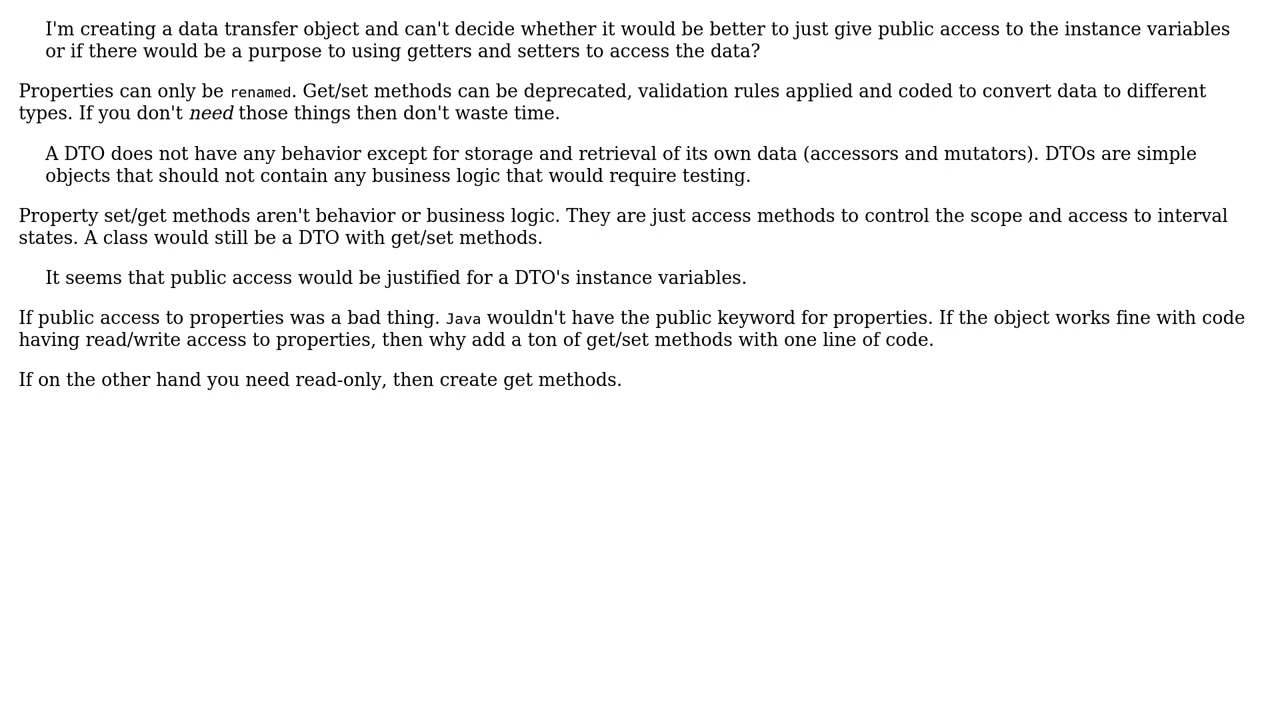 I'm creating a data transfer object and can't decide whether it would be better to just give public access to the instance variables
or if there would be a purpose to using getters and setters to access the data?
Properties can only be renamed. Get/set methods can be deprecated, validation rules applied and coded to convert data to different
types. If you don't need those things then don't waste time.
A DTO does not have any behavior except for storage and retrieval of its own data (accessors and mutators). DTOs are simple
objects that should not contain any business logic that would require testing.
Property set/get methods aren't behavior or business logic. They are just access methods to control the scope and access to interval
states. A class would still be a DTO with get/set methods.
It seems that public access would be justified for a DTO's instance variables.
If public access to properties was a bad thing. Java wouldn't have the public keyword for properties. If the object works fine with code
having read/write access to properties, then why add a ton of get/set methods with one line of code.
If on the other hand you need read-only, then create get methods.